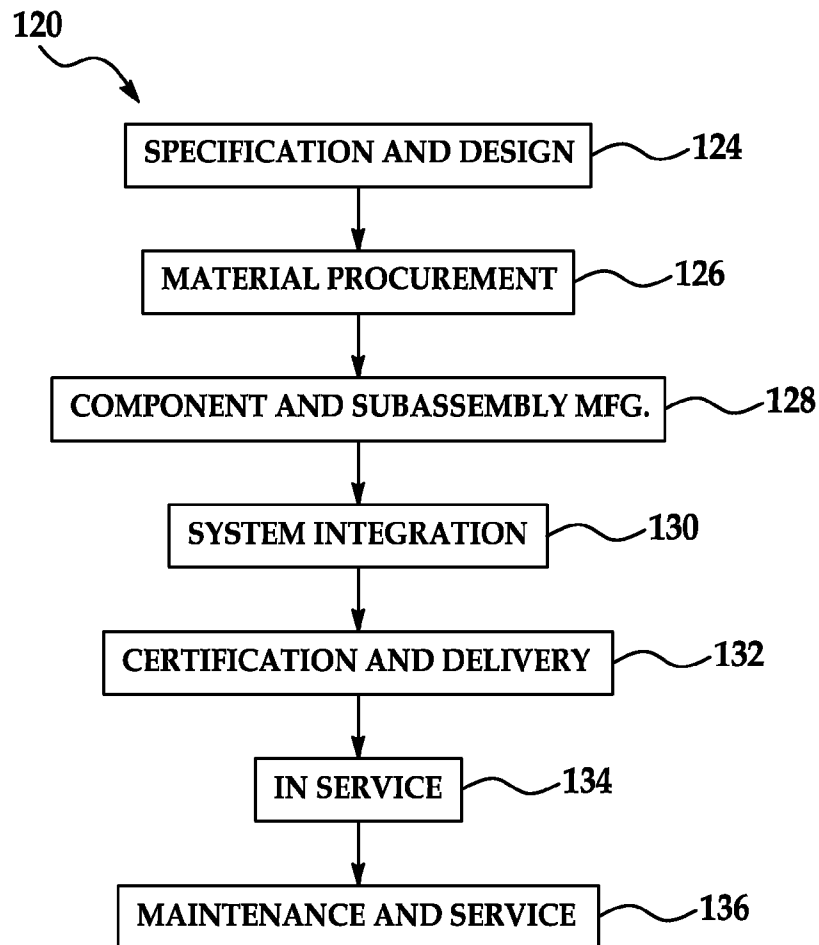 120
SPECIFICATION AND DESIGN
124
MATERIAL PROCUREMENT
126
COMPONENT AND SUBASSEMBLY MFG.
128
SYSTEM INTEGRATION
130
CERTIFICATION AND DELIVERY
132
IN SERVICE
134
MAINTENANCE AND SERVICE
136